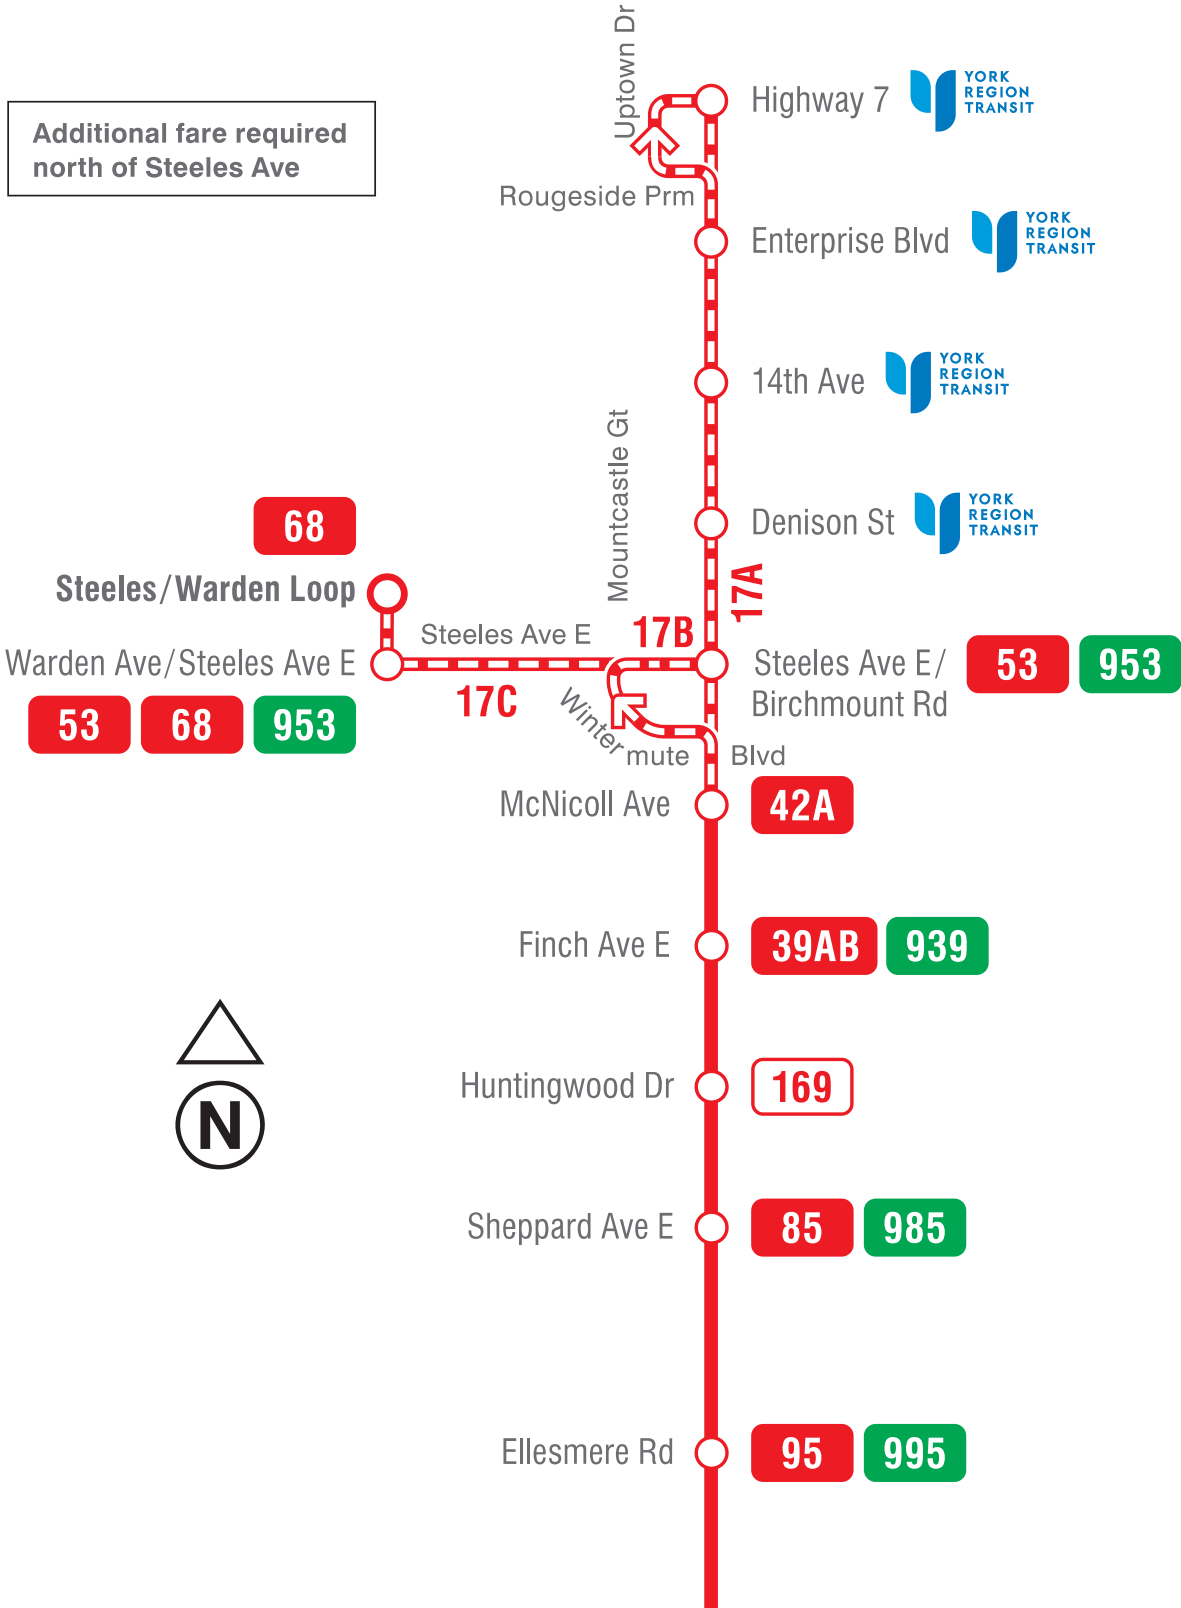 Uptown Dr
Highway 7
YORK
REGION
TRANSIT
Additional fare required
north of Steeles Ave
Rougeside Prm
Enterprise Blvd
YORK
REGION
TRANSIT
14th Ave
YORK
REGION
TRANSIT
Mountcastle Gt
Denison St
YORK
REGION
TRANSIT
68
Steeles/Warden Loop
17A
Steeles Ave E
17B
Warden Ave/Steeles Ave E
53 68 953
17C
Steeles Ave E/
Birchmount Rd
53 953
Wintermute Blvd
McNicoll Ave
42A
Finch Ave E
39AB 939
Huntingwood Dr
169
N
Sheppard Ave E
85 985
Ellesmere Rd
95 995